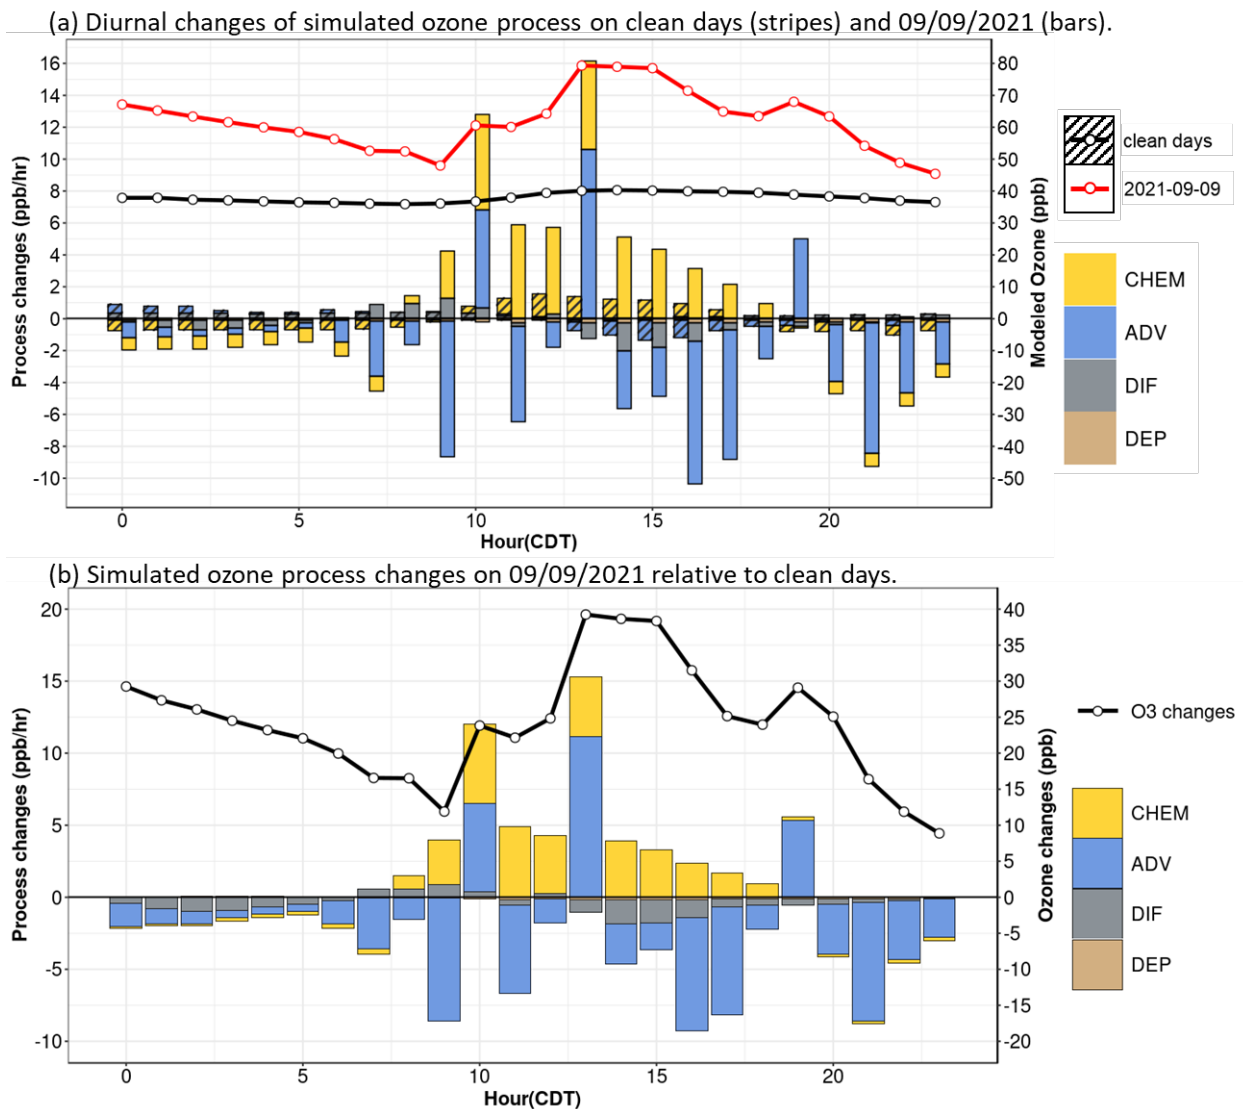 (a) Diurnal changes of simulated ozone process on clean days (stripes) and 09/09/2021 (bars).
16
14
12
10
8
6
4
2
0
-2
-4
-6
-8
-10
Process changes (ppb/hr)
80
70
60
50
40
30
20
10
0
-10
-20
-30
-40
-50
Modeled Ozone (ppb)
0 5 10 15 20
Hour(CDT)
clean days
2021-09-09
CHEM
ADV
DIF
DEP
(b) Simulated ozone process changes on 09/09/2021 relative to clean days.
20
15
10
5
0
-5
-10
Process changes (ppb/hr)
40
35
30
25
20
15
10
5
0
-5
-10
-15
-20
Ozone changes (ppb)
0 5 10 15 20
Hour(CDT)
O3 changes
CHEM
ADV
DIF
DEP